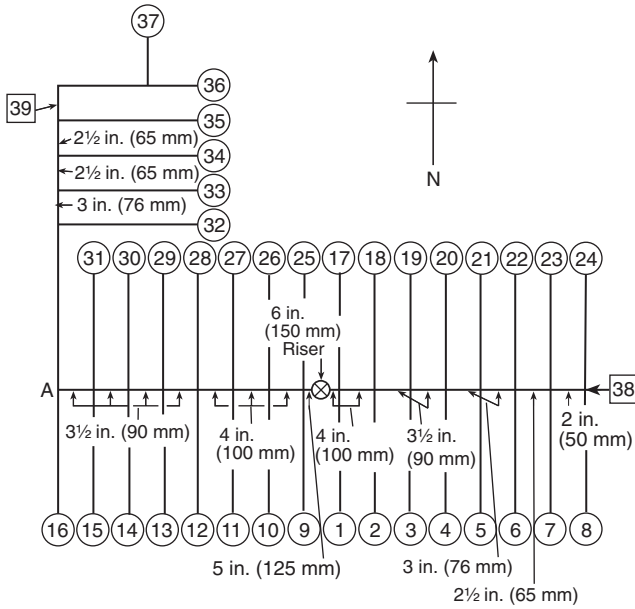 37
36
39
35
2½ in. (65 mm)
34
2½ in. (65 mm)
33
3 in. (76 mm)
32
N
31 30 29 28 27 26 25 17 18 19 20 21 22 23 24
6 in.
(150 mm)
Riser
A
38
3½ in. (90 mm)
4 in.
(100 mm)
4 in.
(100 mm)
3½ in.
(90 mm)
2 in.
(50 mm)
16 15 14 13 12 11 10 9 1 2 3 4 5 6 7 8
5 in. (125 mm)
3 in. (76 mm)
2½ in. (65 mm)